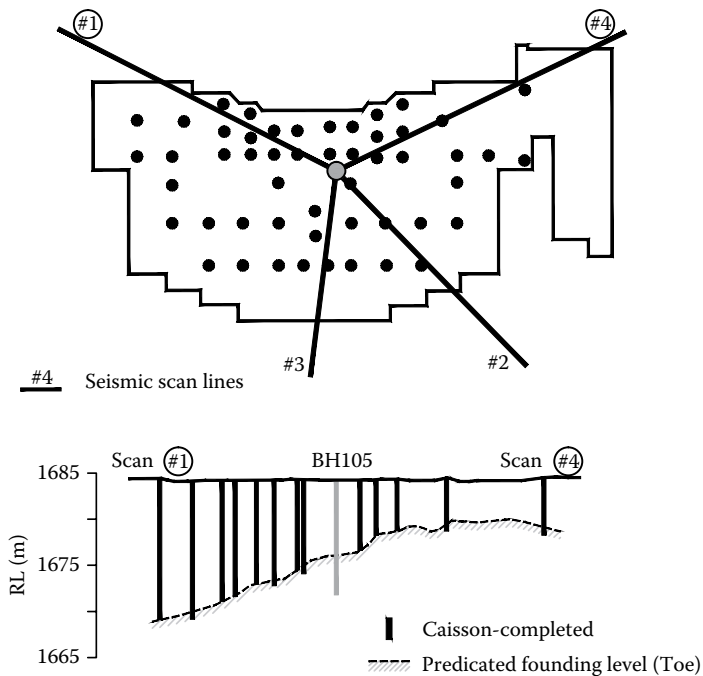 #1
#4
#3
#2
#4
Seismic scan lines
Scan #1
BH105
Scan #4
1685
1675
1665
RL (m)
Caisson-completed
Predicated founding level (Toe)